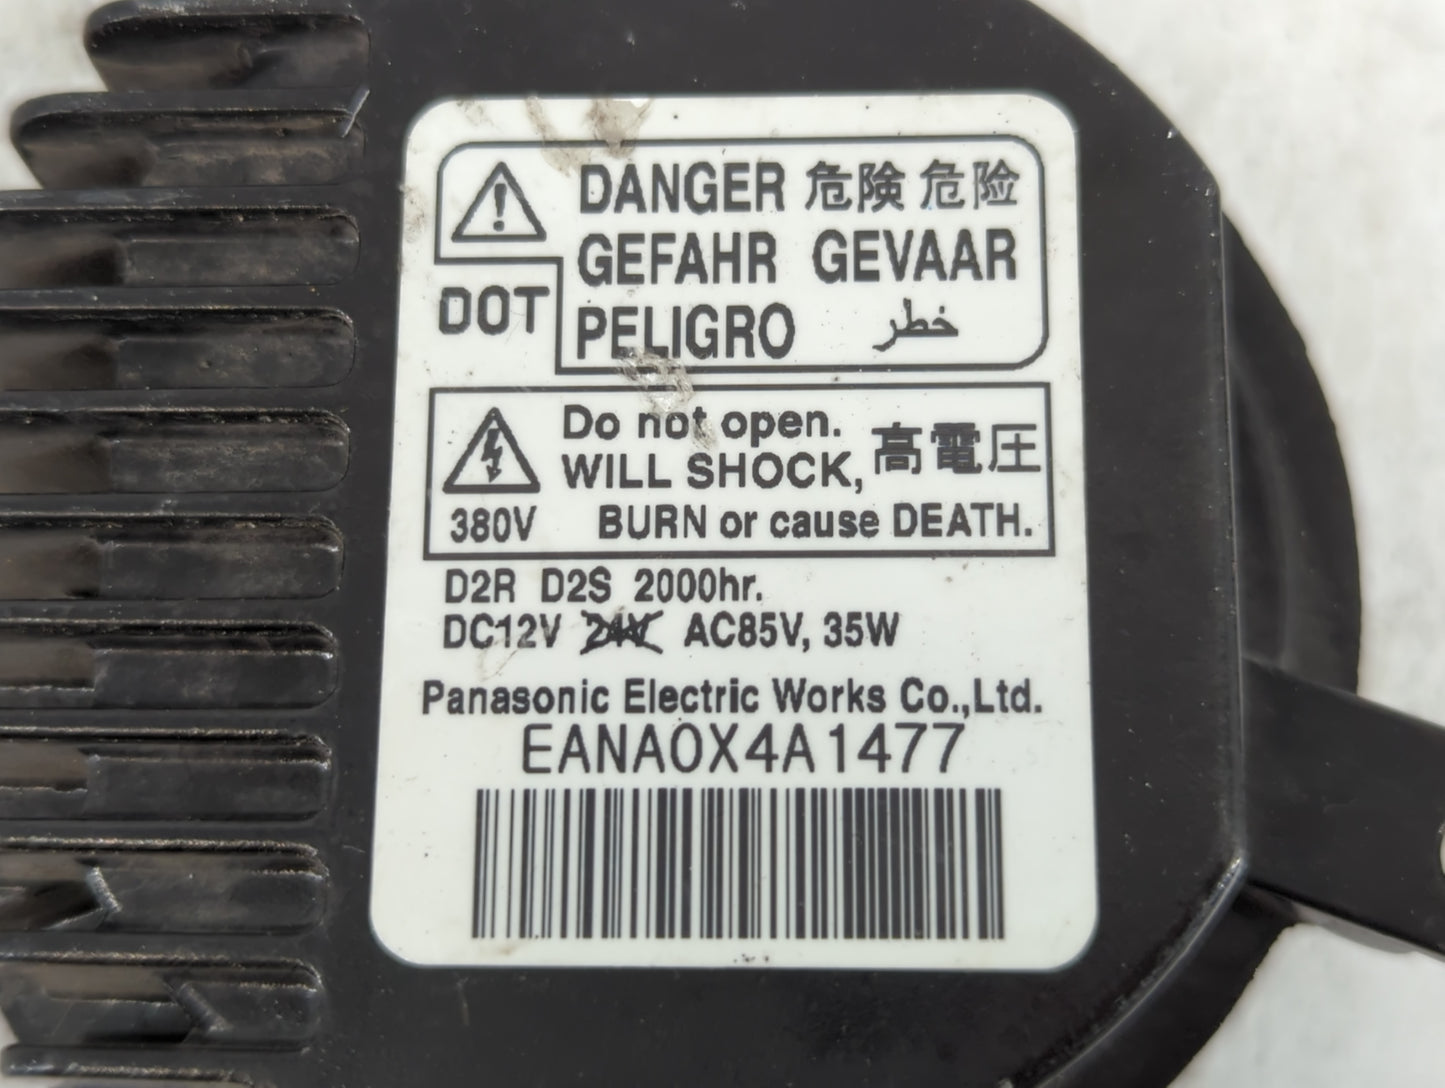 DANGER 危険 危险
GEFAHR GEVAAR
DOT
PELIGRO خطر
Do not open. 高電圧
WILL SHOCK,
380V BURN or cause DEATH.
D2R D2S 2000hr.
DC12V 24V AC85V, 35W
Panasonic Electric Works Co.,Ltd.
EANA0X4A1477